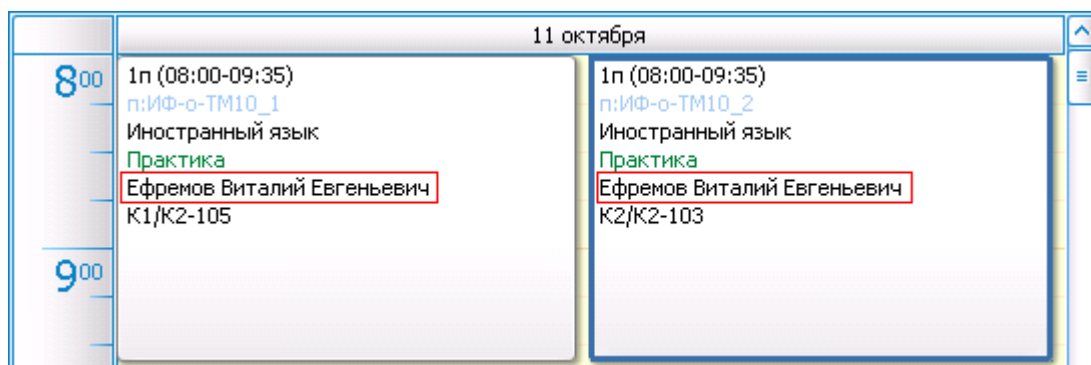 11 октября
8 00
1п (08:00-09:35)
п:ИФ-о-ТМ10_1
Иностранный язык
Практика
Ефремов Виталий Евгеньевич
К1/К2-105
1п (08:00-09:35)
п:ИФ-о-ТМ10_2
Иностранный язык
Практика
Ефремов Виталий Евгеньевич
К2/К2-103
9 00